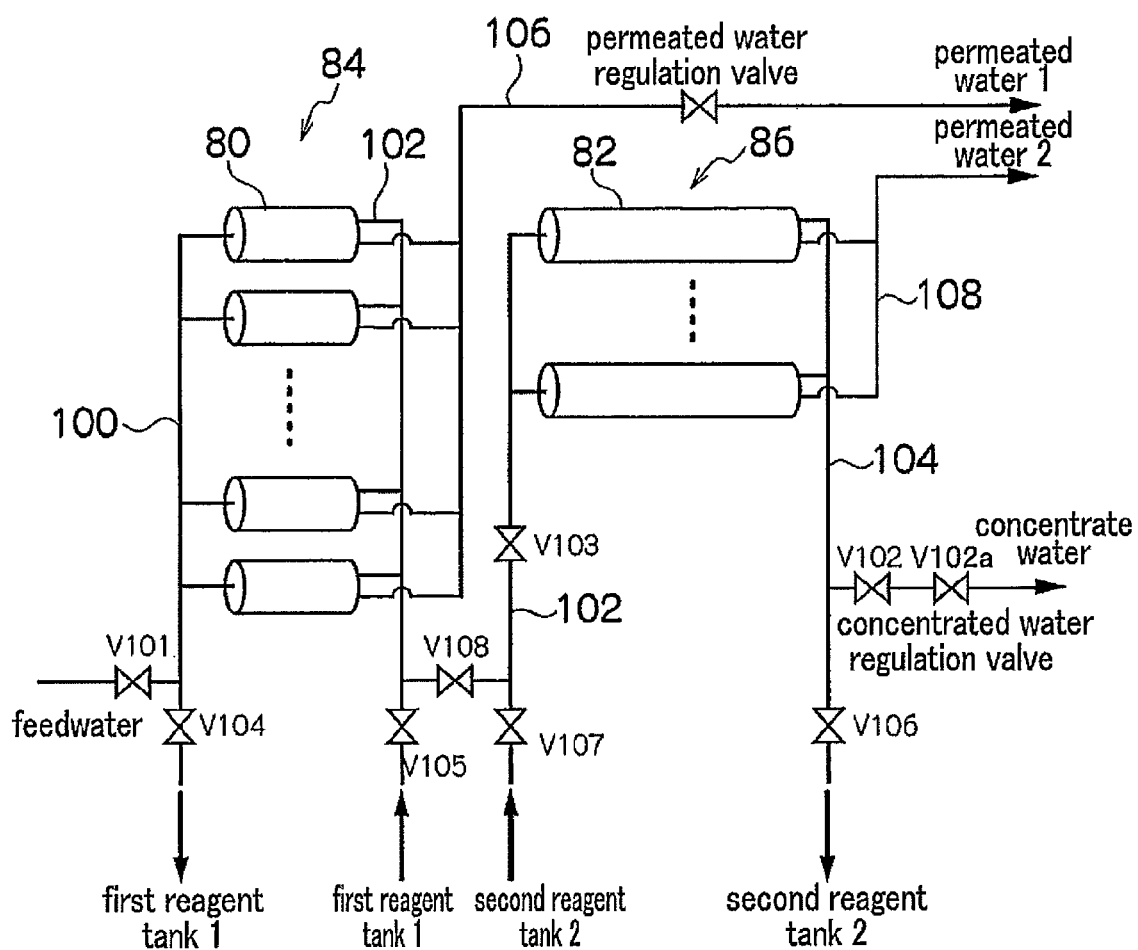 106
permeated water
regulation valve
permeated
water 1
84
permeated
water 2
80
102
82
86
108
100
104
V103
V102 V102a
concentrate
water
102
concentrated water
regulation valve
V101
V108
feedwater
V104
V105
V107
V106
first reagent
tank 1
first reagent
tank 1
second reagent
tank 2
second reagent
tank 2